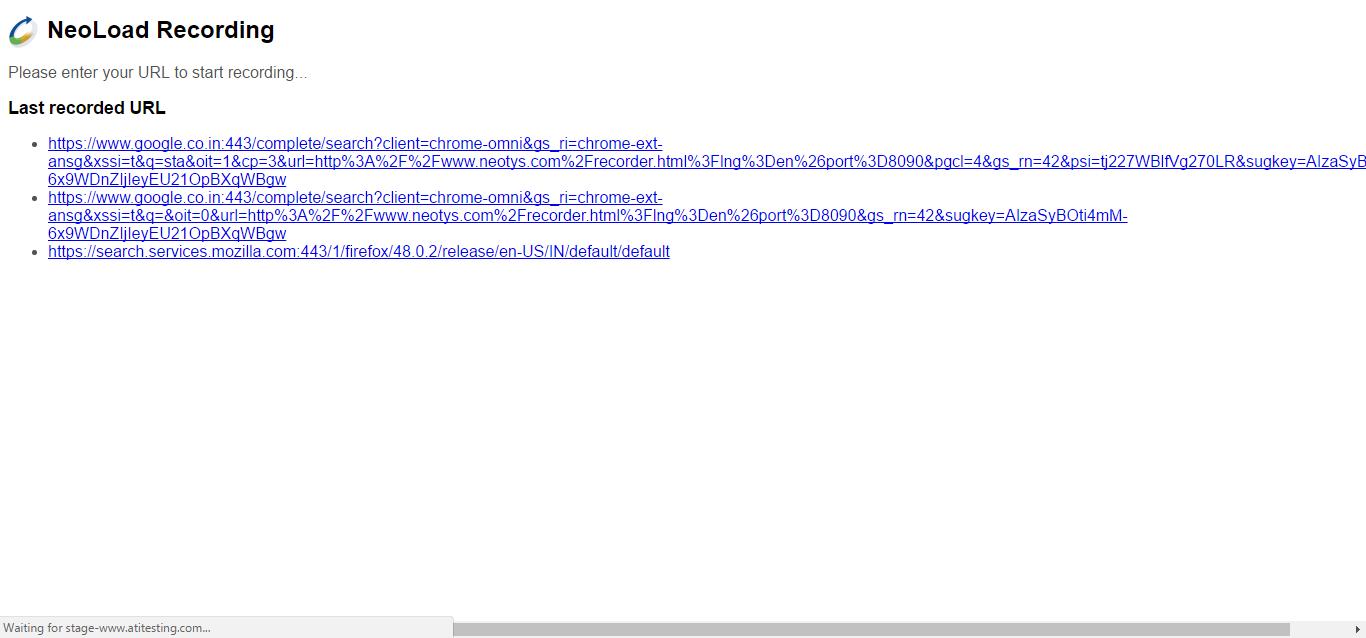 NeoLoad Recording
Please enter your URL to start recording...
Last recorded URL
https://www.google.co.in:443/complete/search?client=chrome-omni&gs_ri=chrome-ext-
ansg&xssi=t&q=sta&oit=1&cp=3&url=http%3A%2F%2Fwww.neotys.com%2Frecorder.html%3Flng%3Den%26port%3D8090&pgcl=4&gs_rn=42&psi=tj227WBlfVg270LR&sugkey=AIzaSyB
6x9WDnZIjIeyEU21OpBXqWBgw
https://www.google.co.in:443/complete/search?client=chrome-omni&gs_ri=chrome-ext-
ansg&xssi=t&q=&oit=0&url=http%3A%2F%2Fwww.neotys.com%2Frecorder.html%3Flng%3Den%26port%3D8090&gs_rn=42&sugkey=AIzaSyBOti4mM-
6x9WDnZIjIeyEU21OpBXqWBgw
https://search.services.mozilla.com:443/1/firefox/48.0.2/release/en-US/IN/default/default
Waiting for stage-www.atitesting.com...